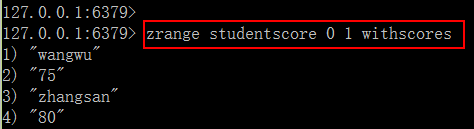 127.0.0.1:6379>
127.0.0.1:6379> zrange studentscore 0 1 withscores
1) "wangwu"
2) "75"
3) "zhangsan"
4) "80"